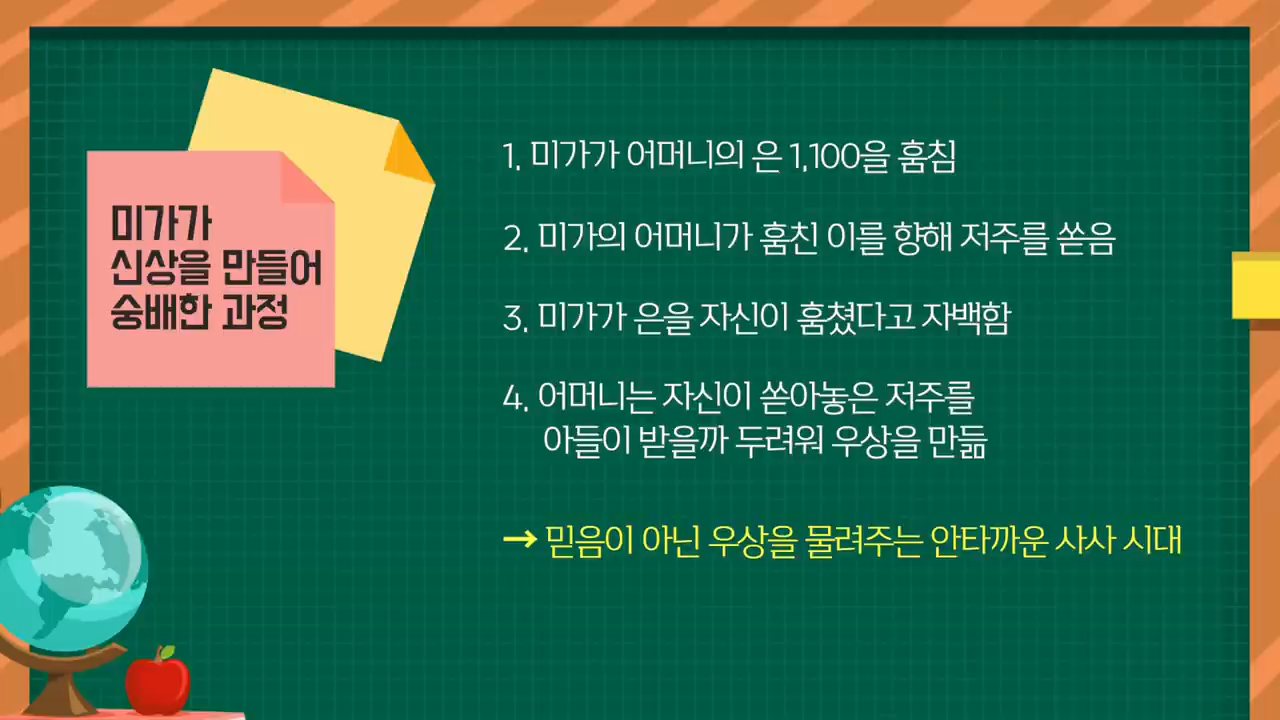 미가가
신상을 만들어
숭배한 과정
1. 미가가 어머니의 은 1,100을 훔침
2. 미가의 어머니가 훔친 이를 향해 저주를 쏟음
3. 미가가 은을 자신이 훔쳤다고 자백함
4. 어머니는 자신이 쏟아놓은 저주를
아들이 받을까 두려워 우상을 만듦
→ 믿음이 아닌 우상을 물려주는 안타까운 사사 시대